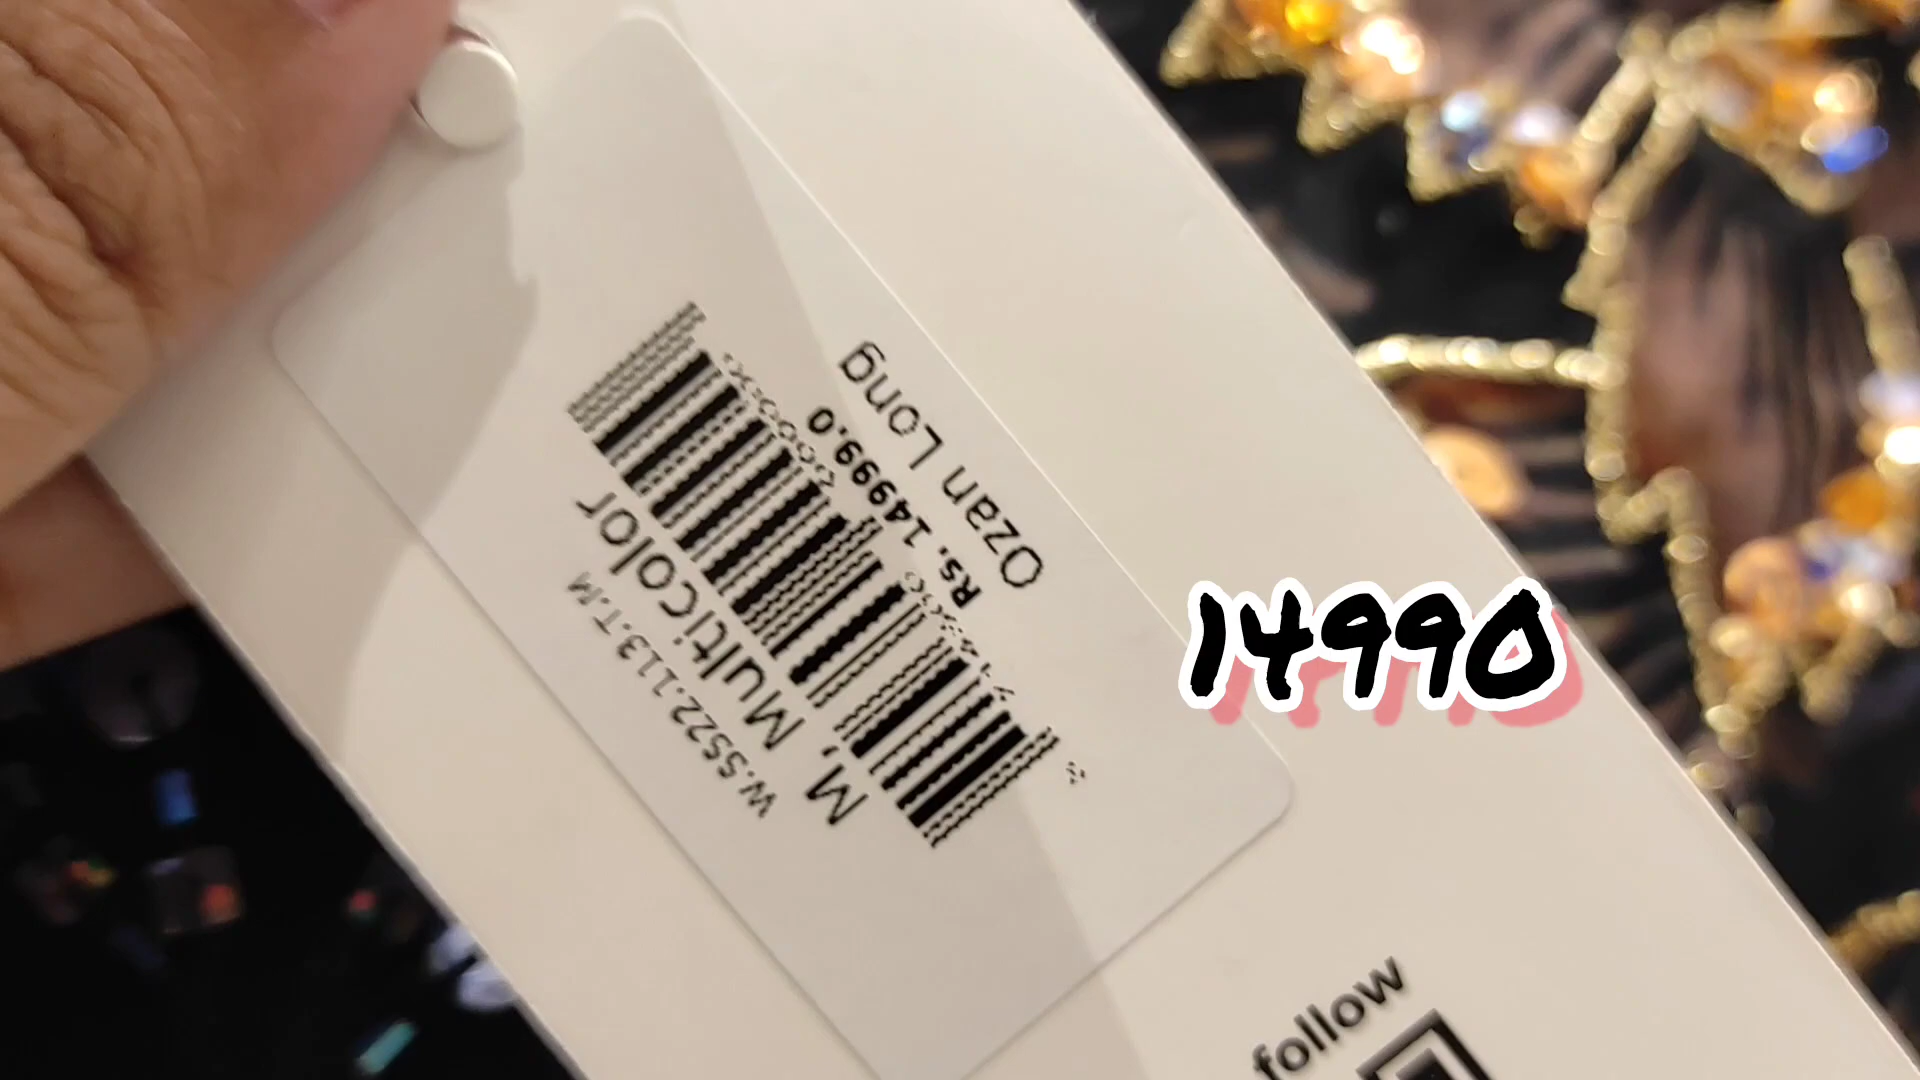 Ozan Long
Rs. 14999.0
M, Multicolor
W.SS22.113.T.M
14990
follow